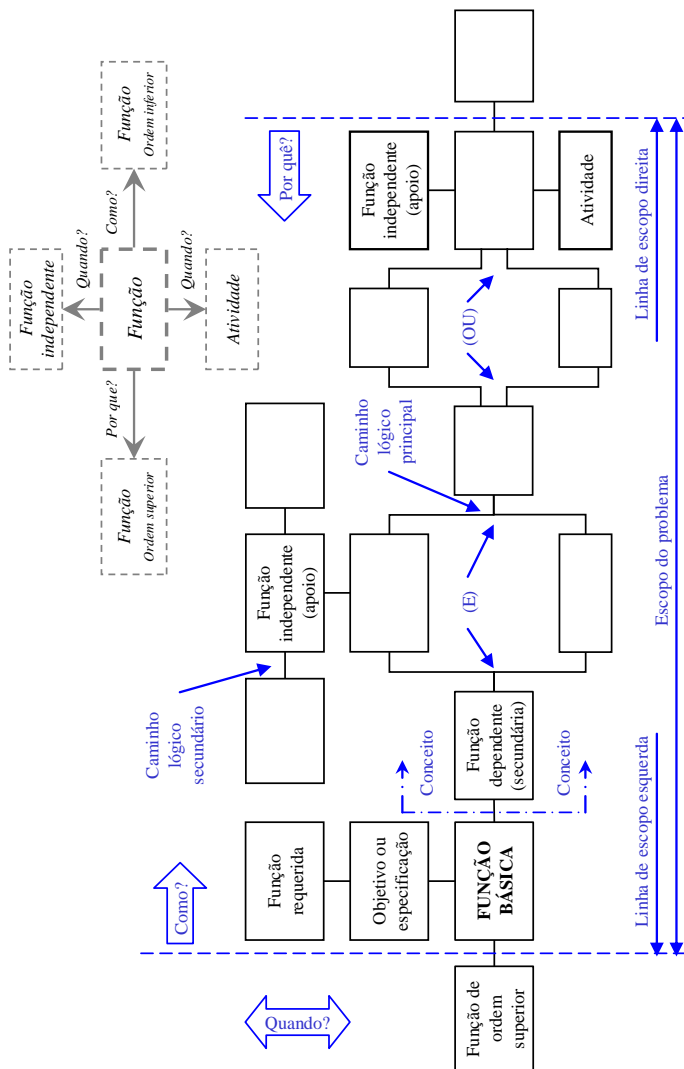 Função
Ordem superior
Por que?
Função
independente
Quando?
Função
Quando?
Atividade
Como?
Função
Ordem inferior
Quando?
Como?
Por quê?
Caminho
lógico
secundário
Função
requerida
Função
independente
(apoio)
Caminho
lógico
principal
Objetivo ou
especificação
Função
independente
(apoio)
Conceito
(E)
(OU)
Função de
ordem
superior
FUNÇÃO
BÁSICA
Função
dependente
(secundária)
Conceito
Atividade
Linha de escopo esquerda
Linha de escopo direita
Escopo do problema